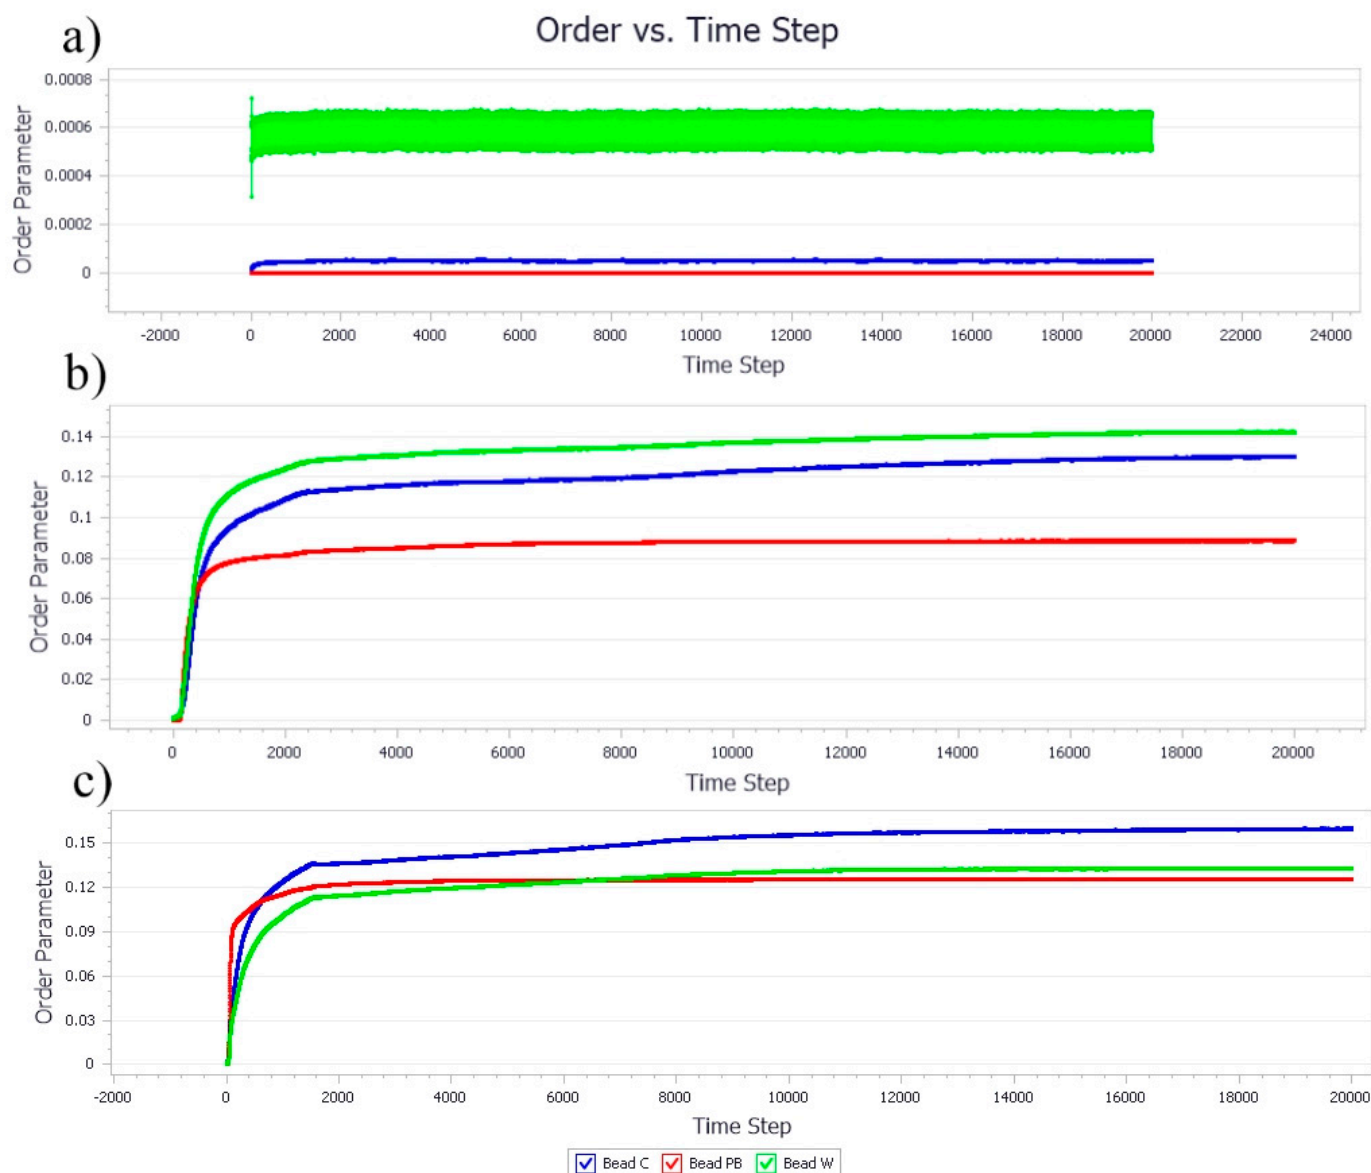 a)
Order vs. Time Step
Order Parameter
0.0008
0.0006
0.0004
0.0002
0
-2000 0 2000 4000 6000 8000 10000 12000 14000 16000 18000 20000 22000 24000
Time Step
b)
Order Parameter
0.14
0.12
0.1
0.08
0.06
0.04
0.02
0
0 2000 4000 6000 8000 10000 12000 14000 16000 18000 20000
Time Step
c)
Order Parameter
0.15
0.12
0.09
0.06
0.03
0
-2000 0 2000 4000 6000 8000 10000 12000 14000 16000 18000 20000
Time Step
Bead C Bead PB Bead W